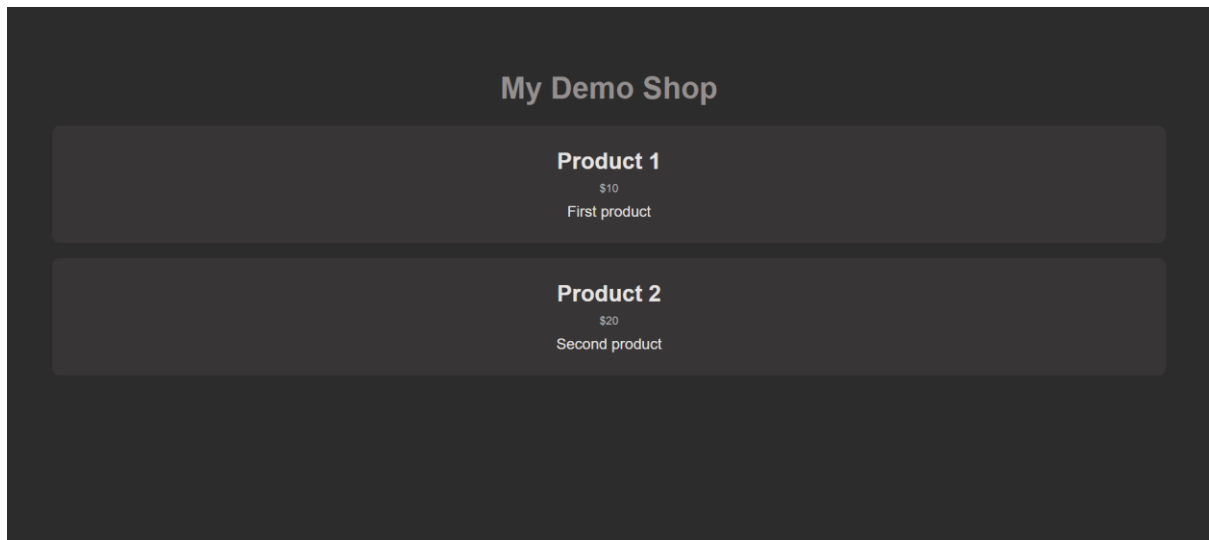 My Demo Shop
Product 1
$10
First product
Product 2
$20
Second product